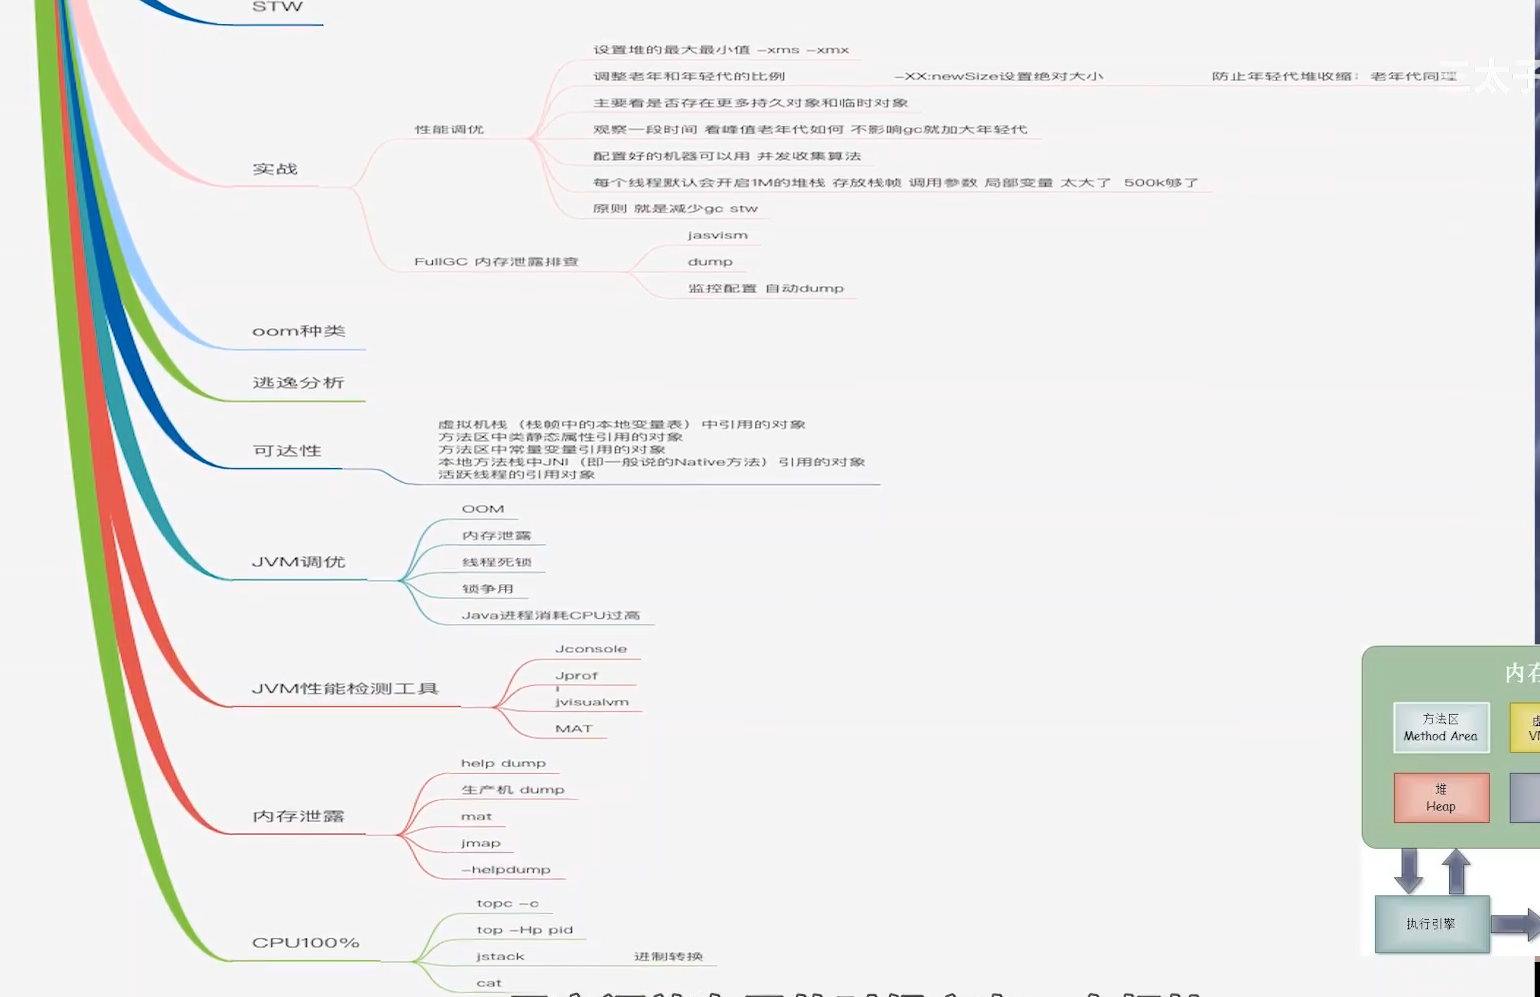 STW
实战
性能调优
设置堆的最大最小值 -xms -xmx
调整老年和年轻代的比例
-XX:newSize设置绝对大小
防止年轻代堆收缩：老年代同理
三太子
主要看是否存在更多持久对象和临时对象
观察一段时间 看峰值老年代如何 不影响gc就加大年轻代
配置好的机器可以用 并发收集算法
每个线程默认会开启1M的堆栈 存放栈帧 调用参数 局部变量 太大了 500k够了
原则 就是减少gc stw
FullGC 内存泄露排查
jasvism
dump
监控配置 自动dump
oom种类
逃逸分析
可达性
虚拟机栈（栈帧中的本地变量表）中引用的对象
方法区中类静态属性引用的对象
方法区中常量变量引用的对象
本地方法栈中JNI（即一般说的Native方法）引用的对象
活跃线程的引用对象
JVM调优
OOM
内存泄露
线程死锁
锁争用
Java进程消耗CPU过高
JVM性能检测工具
Jconsole
Jprof
jvisualvm
MAT
内存泄露
help dump
生产机 dump
mat
jmap
-helpdump
CPU100%
topc -c
top -Hp pid
jstack
进制转换
cat
内存
方法区
Method Area
堆
Heap
执行引擎